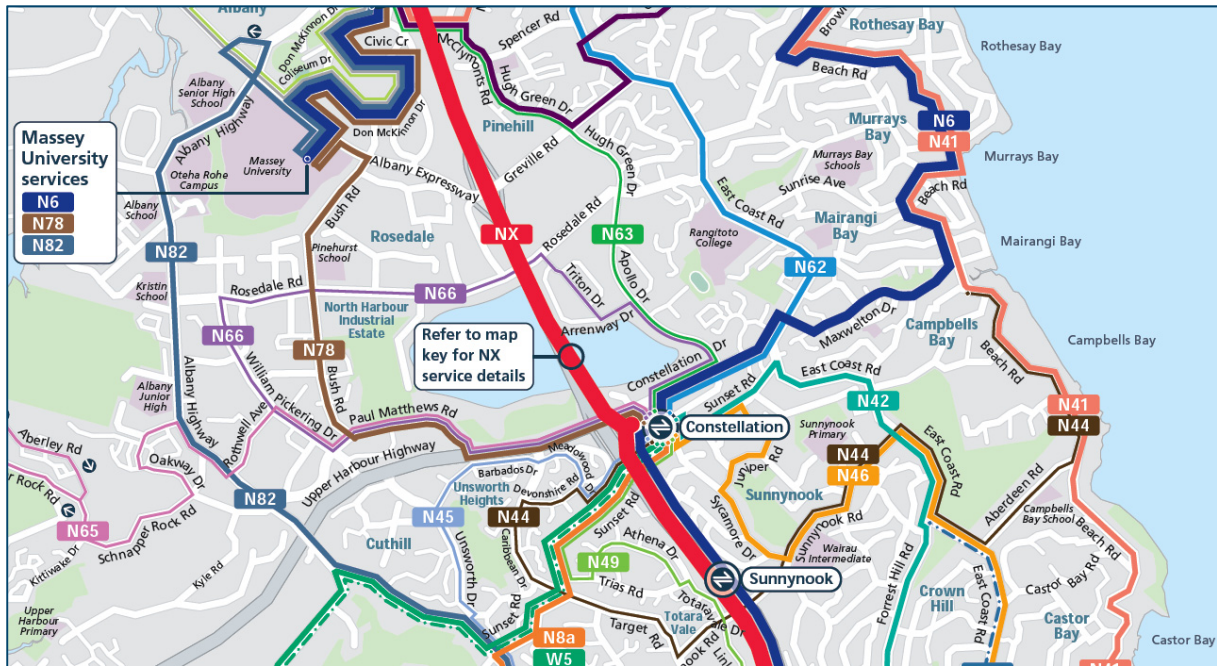 Albany
Don McKinnon Dr
Coliseum Dr
Civic Cr
McClymonts Rd
Spencer Rd
Hugh Green Dr
Pinehill
Brown
Rothesay Bay
Rothesay Bay
Beach Rd
Albany
Senior High
School
Albany Highway
Massey
University
services
N6
N78
N82
Oteha Rohe
Campus
Massey
University
Don McKinnon Dr
Albany Expressway
Greville Rd
Hugh Green Dr
Murrays
Bay
N6
N41
Murrays Bay
Murrays Bay
Schools
Sunrise Ave
Beach Rd
East Coast Rd
Mairangi
Bay
Mairangi Bay
Albany
School
N82
Bush Rd
Rosedale
Pinehurst
School
NX
Rosedale Rd
N63
Rangitoto
College
N62
Kristin
School
Rosedale Rd
N66
Triton Dr
Apollo Dr
North Harbour
Industrial
Estate
Arrenway Dr
Refer to map
key for NX
service details
Maxwelton Dr
Campbells
Bay
Campbells Bay
Beach Rd
N66
N78
William Pickering Dr
Bush Rd
Constellation Dr
Sunset Rd
East Coast Rd
N42
Albany
Junior High
Albany Highway
Rothwell Ave
Paul Matthews Rd
Upper Harbour Highway
Constellation
Sunnynook
Primary
N41
N44
Aberley Rd
er Rock Rd
Oakway Dr
N82
N65
Schnapper Rock Rd
Kittiwake Dr
Kyle Rd
Upper
Harbour
Primary
Meadowood Dr
Barbados Dr
Unsworth
Heights
Devonshire Rd
N45
N44
Cuthill
Unsworth Dr
Caribbean Dr
Sunset Rd
Sunset Rd
Juniper Rd
Sunnynook
N44
N46
East Coast Rd
Sycamore Dr
Sunnynook Rd
Wairau
Intermediate
Aberdeen Rd
Campbells
Bay School
Beach Rd
Athena Dr
N49
Trias Rd
Sunnynook
Totaravale Dr
Totara
Vale
Target Rd
nook Rd
Link
Forrest Hill Rd
Crown
Hill
East Coast Rd
Castor Bay Rd
Castor
Bay
Castor Bay
N8a
W5
N41